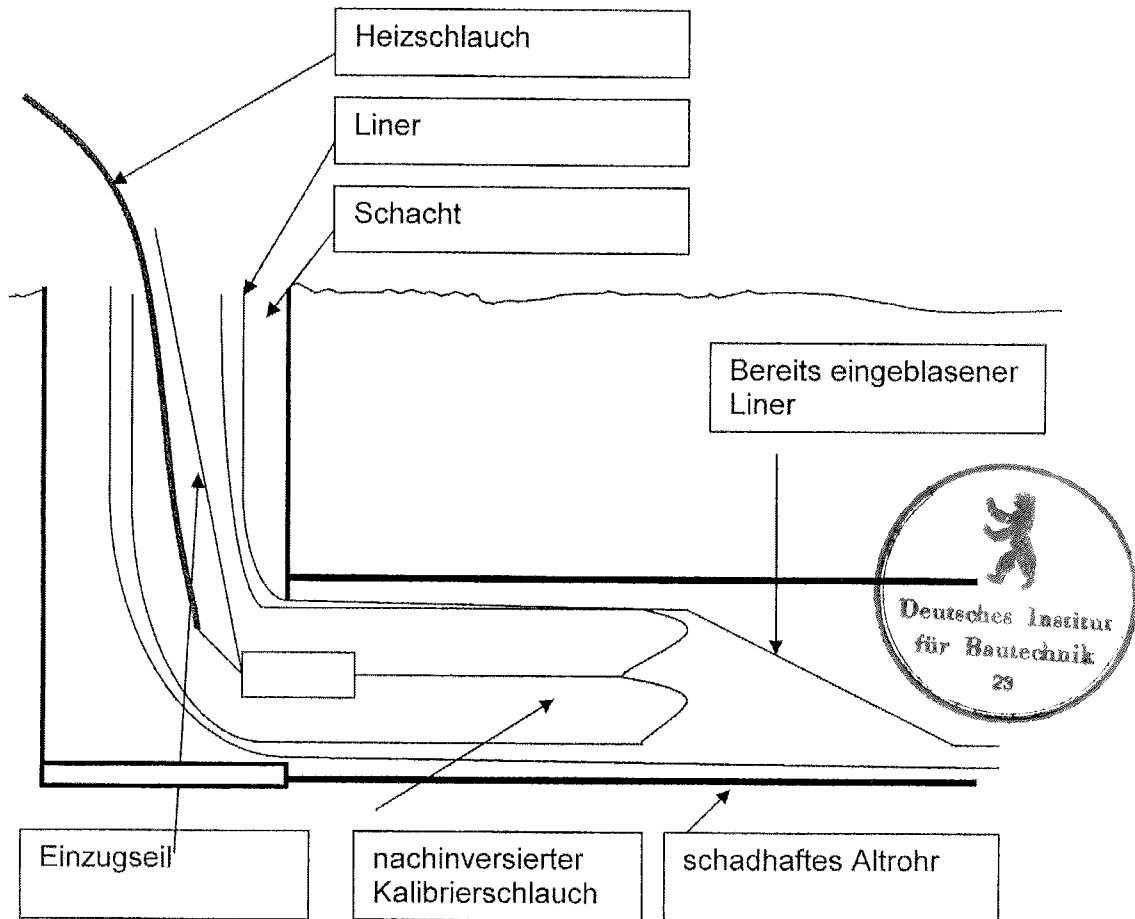 Heizschlauch
Liner
Schacht
Bereits eingeblasener
Liner
Deutsches Institut
für Bautechnik
29
Einzugseil
nachinversierter
Kalibrierschlauch
schadhaftes Altrohr